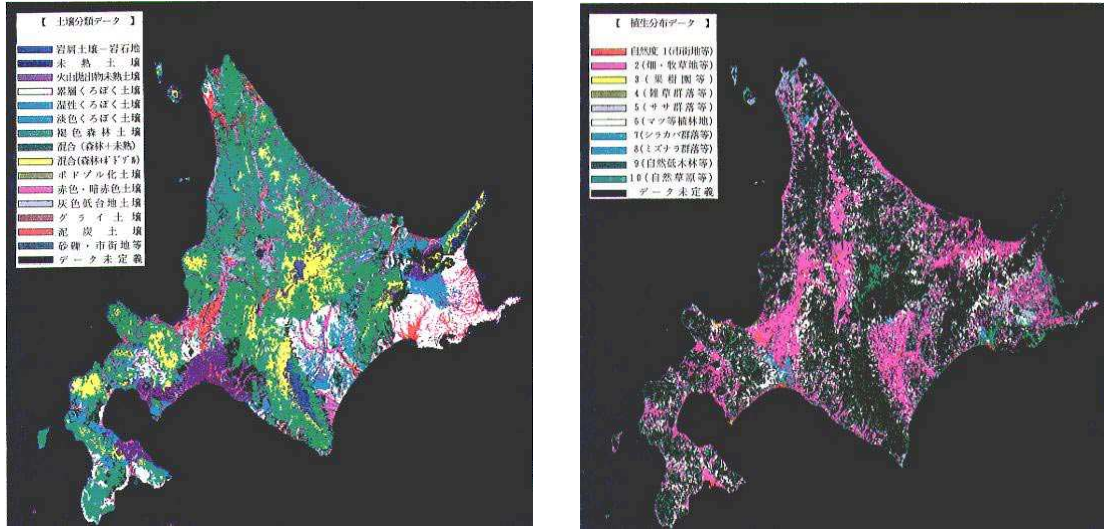 【 土壌分類データ 】
岩屑土壌－岩石地
未熟土壌
火山抛出物未熟土壌
累層くろぼく土壌
湿性くろぼく土壌
淡色くろぼく土壌
褐色森林土壌
混合(森林＋未熟)
混合(森林＋ポドゾル)
ポドゾル化土壌
赤色・暗赤色土壌
灰色低台地土壌
グライ土壌
泥炭土壌
砂礫・市街地等
データ未定義
【 植生分布データ 】
自然度 1(市街地等)
2(畑・牧草地等)
3(果樹園等)
4(雑草群落等)
5(ササ群落等)
6(マツ等植林地)
7(シラカバ群落等)
8(ミズナラ群落等)
9(自然低木林等)
10(自然草原等)
データ未定義